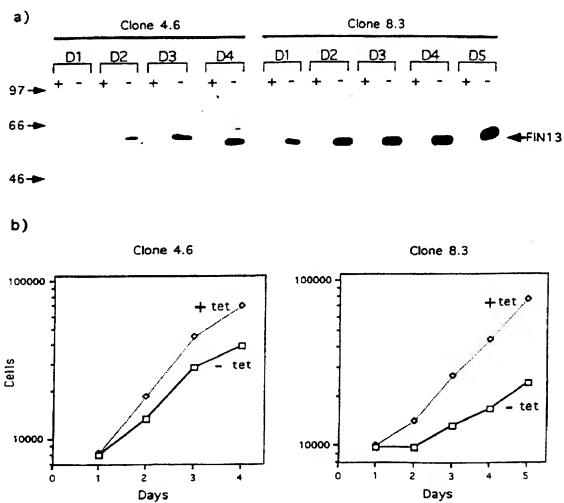 a)
Clone 4.6 Clone 8.3
D1 D2 D3 D4 D1 D2 D3 D4 D5
+ - + - + - + - + - + - + - + - + -
97
66
FIN13
46
b)
Clone 4.6 Clone 8.3
100000 100000
+ tet + tet
- tet - tet
Cells
10000 10000
0 1 2 3 4 0 1 2 3 4 5
Days Days